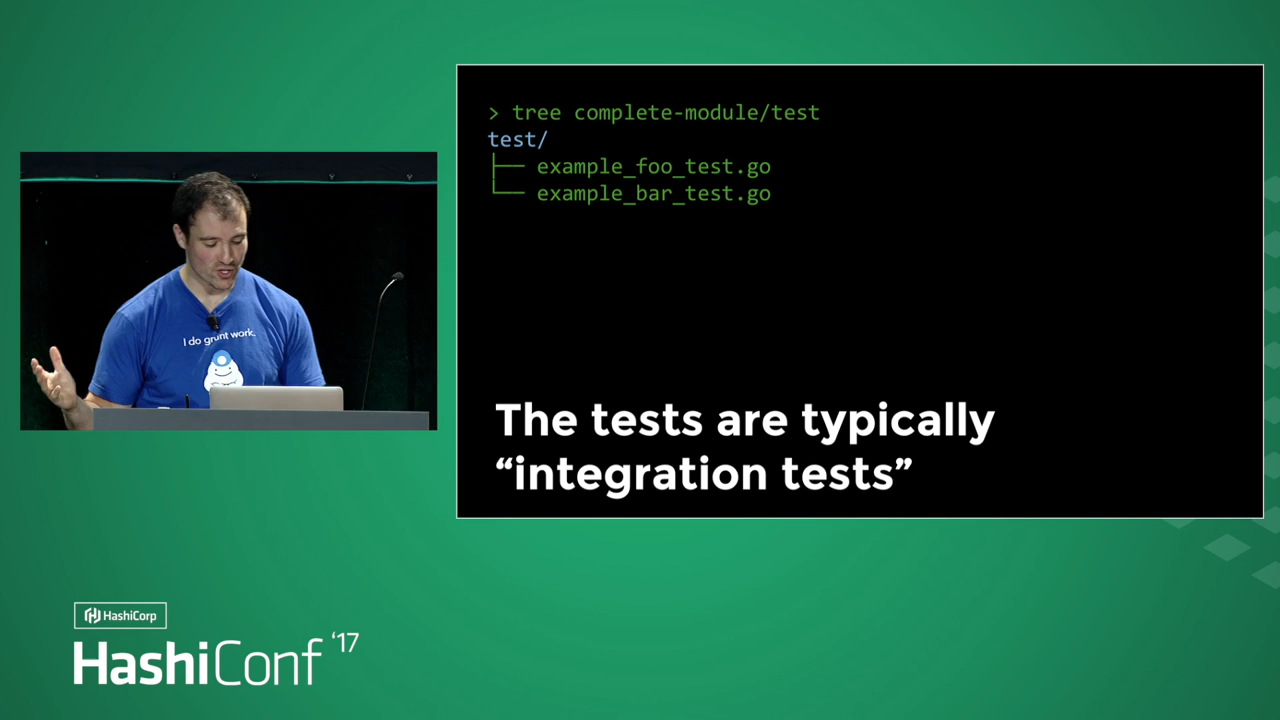 > tree complete-module/test
test/
├── example_foo_test.go
└── example_bar_test.go
The tests are typically
“integration tests”
I do grunt work.
HashiCorp
HashiConf ‘17